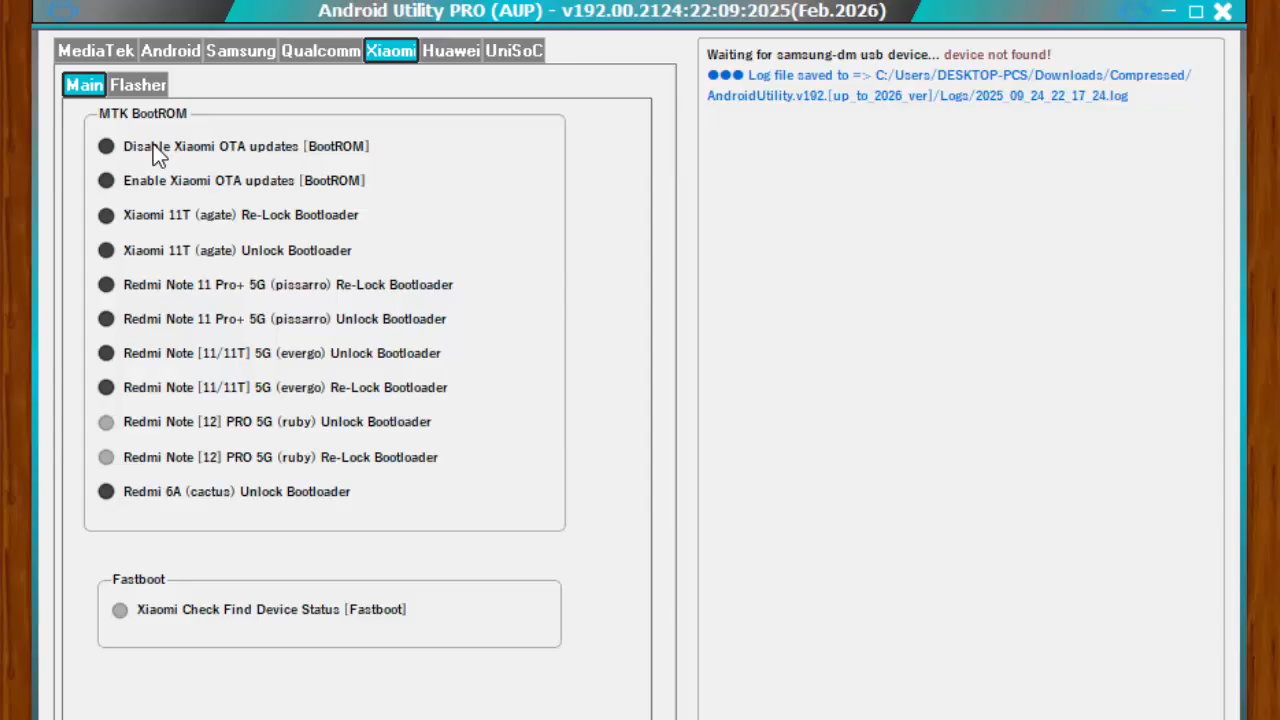 Android Utility PRO (AUP) - v192.00.2124:22:09:2025(Feb.2026)
MediaTek Android Samsung Qualcomm Xiaomi Huawei UniSoC
Main Flasher
MTK BootROM
Disable Xiaomi OTA updates [BootROM]
Enable Xiaomi OTA updates [BootROM]
Xiaomi 11T (agate) Re-Lock Bootloader
Xiaomi 11T (agate) Unlock Bootloader
Redmi Note 11 Pro+ 5G (pissarro) Re-Lock Bootloader
Redmi Note 11 Pro+ 5G (pissarro) Unlock Bootloader
Redmi Note [11/11T] 5G (evergo) Unlock Bootloader
Redmi Note [11/11T] 5G (evergo) Re-Lock Bootloader
Redmi Note [12] PRO 5G (ruby) Unlock Bootloader
Redmi Note [12] PRO 5G (ruby) Re-Lock Bootloader
Redmi 6A (cactus) Unlock Bootloader
Fastboot
Xiaomi Check Find Device Status [Fastboot]
Waiting for samsung-dm usb device... device not found!
●●● Log file saved to => C:/Users/DESKTOP-PCS/Downloads/Compressed/
AndroidUtility.v192.[up_to_2026_ver]/Logs/2025_09_24_22_17_24.log